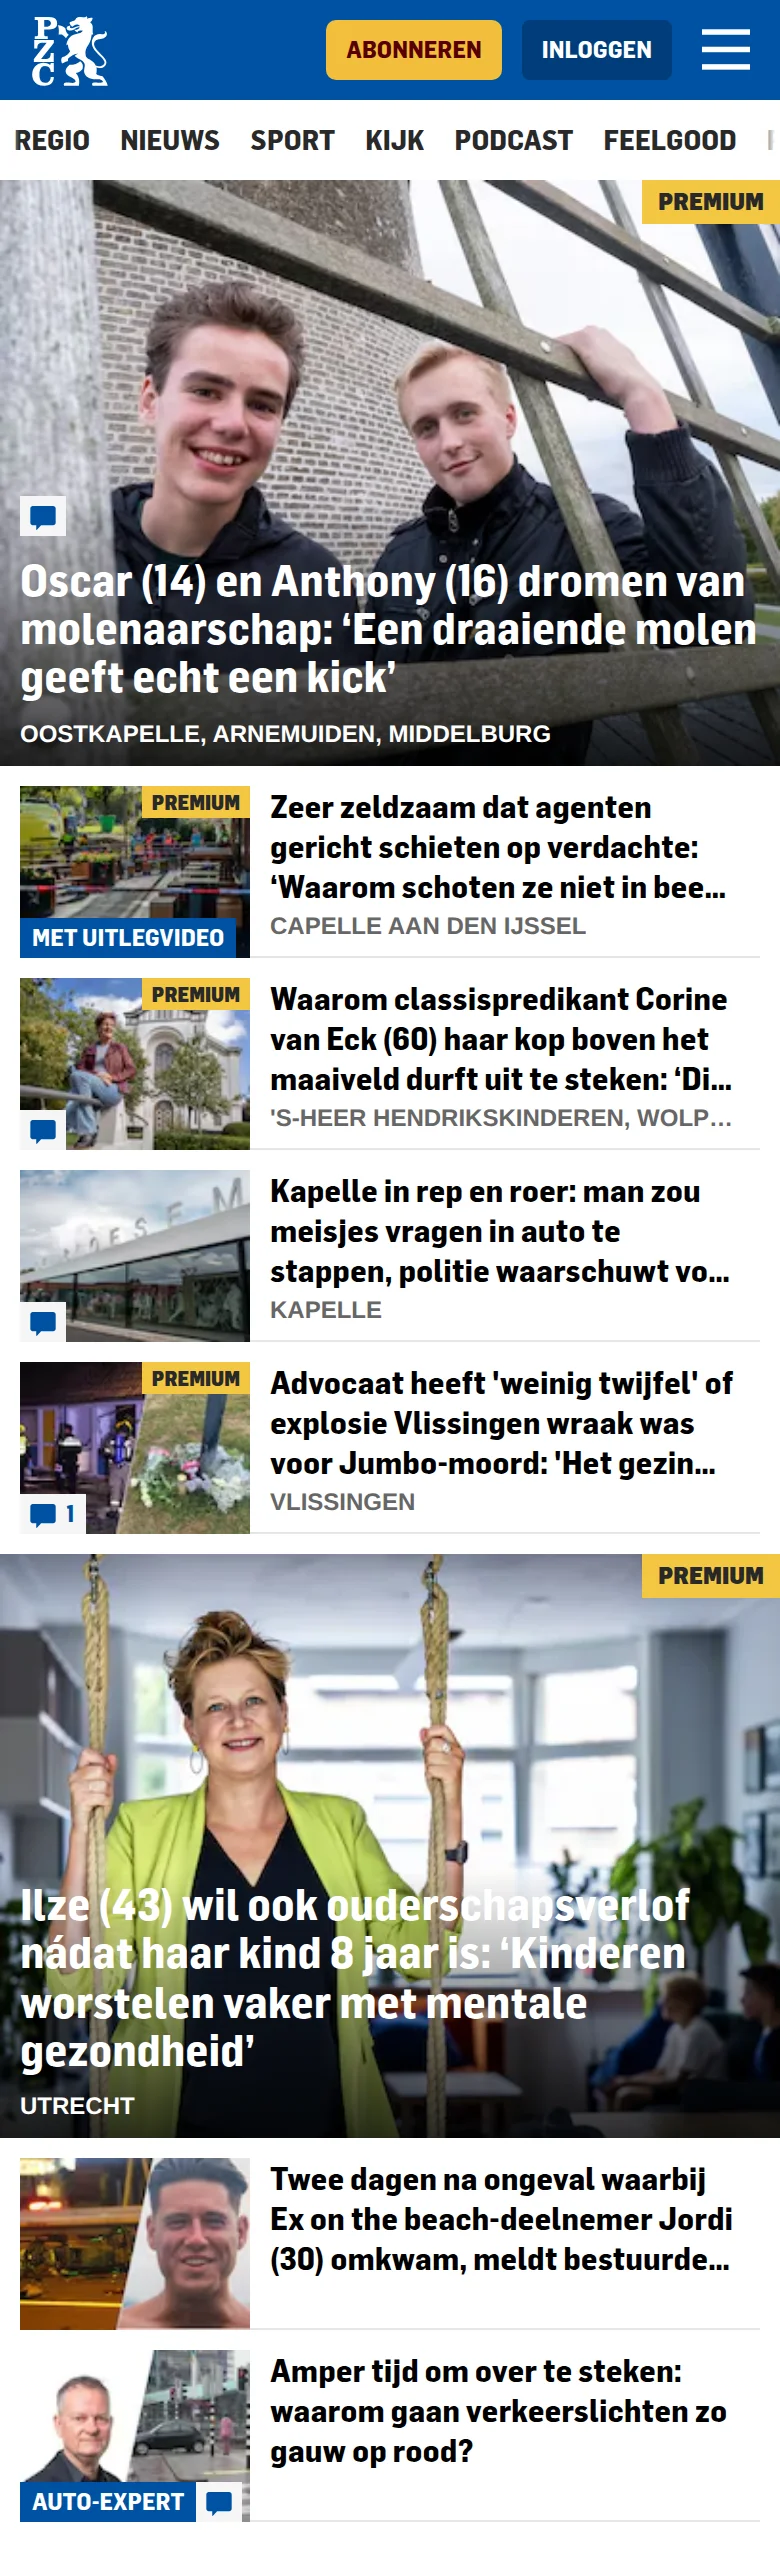 PZC
ABONNEREN
INLOGGEN
REGIO NIEUWS SPORT KIJK PODCAST FEELGOOD
PREMIUM
Oscar (14) en Anthony (16) dromen van
molenaarschap: ‘Een draaiende molen
geeft echt een kick’
OOSTKAPELLE, ARNEMUIDEN, MIDDELBURG
PREMIUM
MET UITLEGVIDEO
Zeer zeldzaam dat agenten
gericht schieten op verdachte:
‘Waarom schoten ze niet in bee...
CAPELLE AAN DEN IJSSEL
PREMIUM
Waarom classispredikant Corine
van Eck (60) haar kop boven het
maaiveld durft uit te steken: ‘Di...
'S-HEER HENDRIKSKINDEREN, WOLP...
Kapelle in rep en roer: man zou
meisjes vragen in auto te
stappen, politie waarschuwt vo...
KAPELLE
PREMIUM
1
Advocaat heeft 'weinig twijfel' of
explosie Vlissingen wraak was
voor Jumbo-moord: 'Het gezin...
VLISSINGEN
PREMIUM
Ilze (43) wil ook ouderschapsverlof
nádat haar kind 8 jaar is: ‘Kinderen
worstelen vaker met mentale
gezondheid’
UTRECHT
Twee dagen na ongeval waarbij
Ex on the beach-deelnemer Jordi
(30) omkwam, meldt bestuurde...
AUTO-EXPERT
Amper tijd om over te steken:
waarom gaan verkeerslichten zo
gauw op rood?